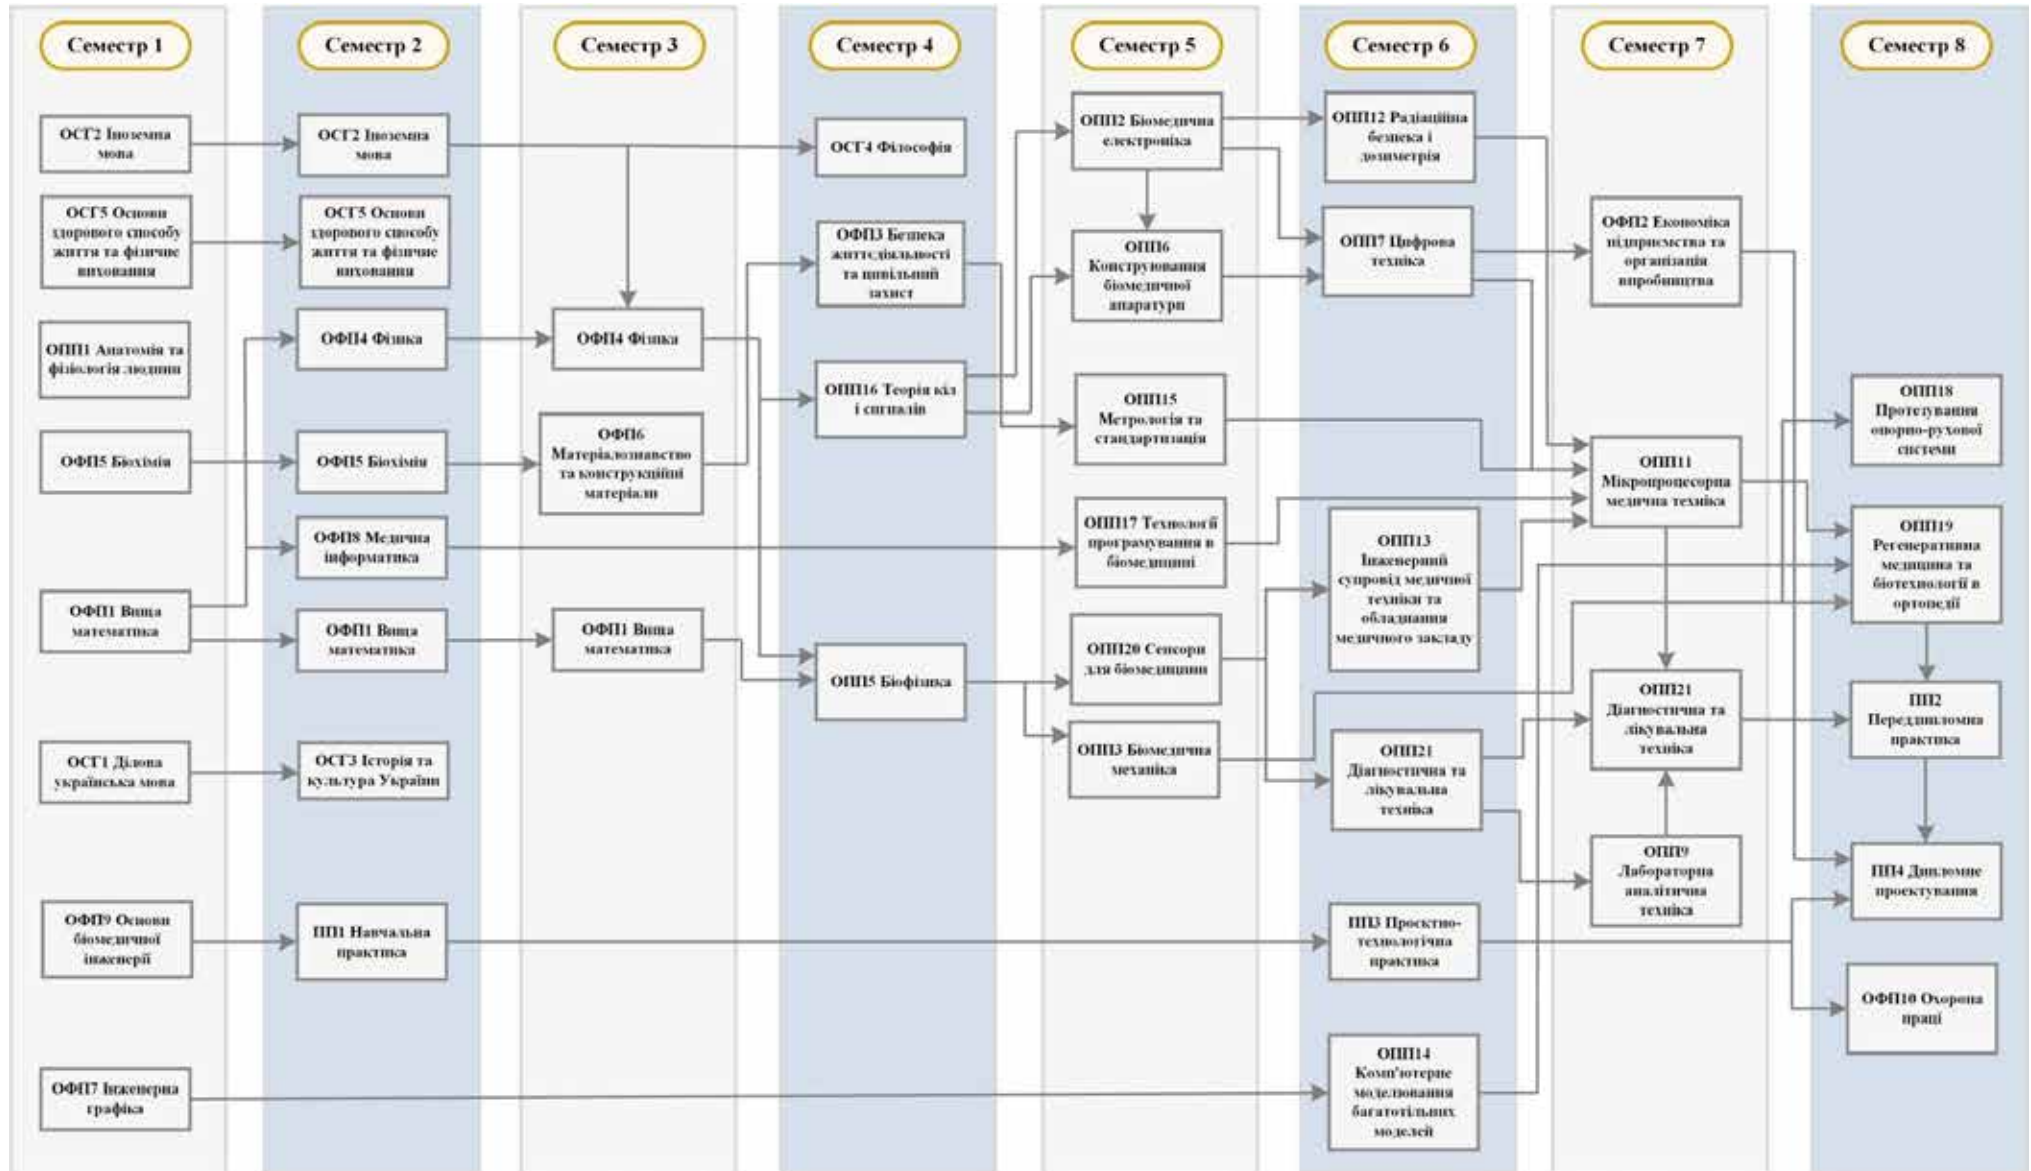 Семестр 1
Семестр 2
Семестр 3
Семестр 4
Семестр 5
Семестр 6
Семестр 7
Семестр 8
ОСГ2 Іноземна
мова
ОСГ5 Основи
здорового способу
життя та фізичне
виховання
ОПП1 Анатомія та
фізіологія людини
ОФП5 Біохімія
ОФП1 Вища
математика
ОСГ1 Ділова
українська мова
ОФП9 Основи
біомедичної
інженерії
ОФП7 Інженерна
графіка
ОСГ2 Іноземна
мова
ОСГ5 Основи
здорового способу
життя та фізичне
виховання
ОФП4 Фізика
ОФП5 Біохімія
ОФП8 Медична
інформатика
ОФП1 Вища
математика
ОСГ3 Історія та
культура України
ПП1 Навчальна
практика
ОФП4 Фізика
ОФП6
Матеріалознавство
та конструкційні
матеріали
ОФП1 Вища
математика
ОСГ4 Філософія
ОФП3 Безпека
життєдіяльності
та цивільний
захист
ОПП16 Теорія кіл
і сигналів
ОПП5 Біофізика
ОПП2 Біомедична
електроніка
ОПП6
Конструювання
біомедичної
апаратури
ОПП15
Метрологія та
стандартизація
ОПП17 Технології
програмування в
біомедицині
ОПП20 Сенсори
для біомедицини
ОПП3 Біомедична
механіка
ОПП12 Радіаційна
безпека і
дозиметрія
ОПП7 Цифрова
техніка
ОПП13
Інженерний
супровід медичної
техніки та
обладнання
медичного закладу
ОПП21
Діагностична та
лікувальна
техніка
ПП3 Проєктно-
технологічна
практика
ОПП14
Комп'ютерне
моделювання
багатотільних
моделей
ОФП2 Економіка
підприємства та
організація
виробництва
ОПП11
Мікропроцесорна
медична техніка
ОПП21
Діагностична та
лікувальна
техніка
ОПП9
Лабораторна
аналітична
техніка
ОПП18
Протезування
опорно-рухової
системи
ОПП19
Регенеративна
медицина та
біотехнології в
ортопедії
ПП2
Переддипломна
практика
ПП4 Дипломне
проектування
ОФП10 Охорона
праці